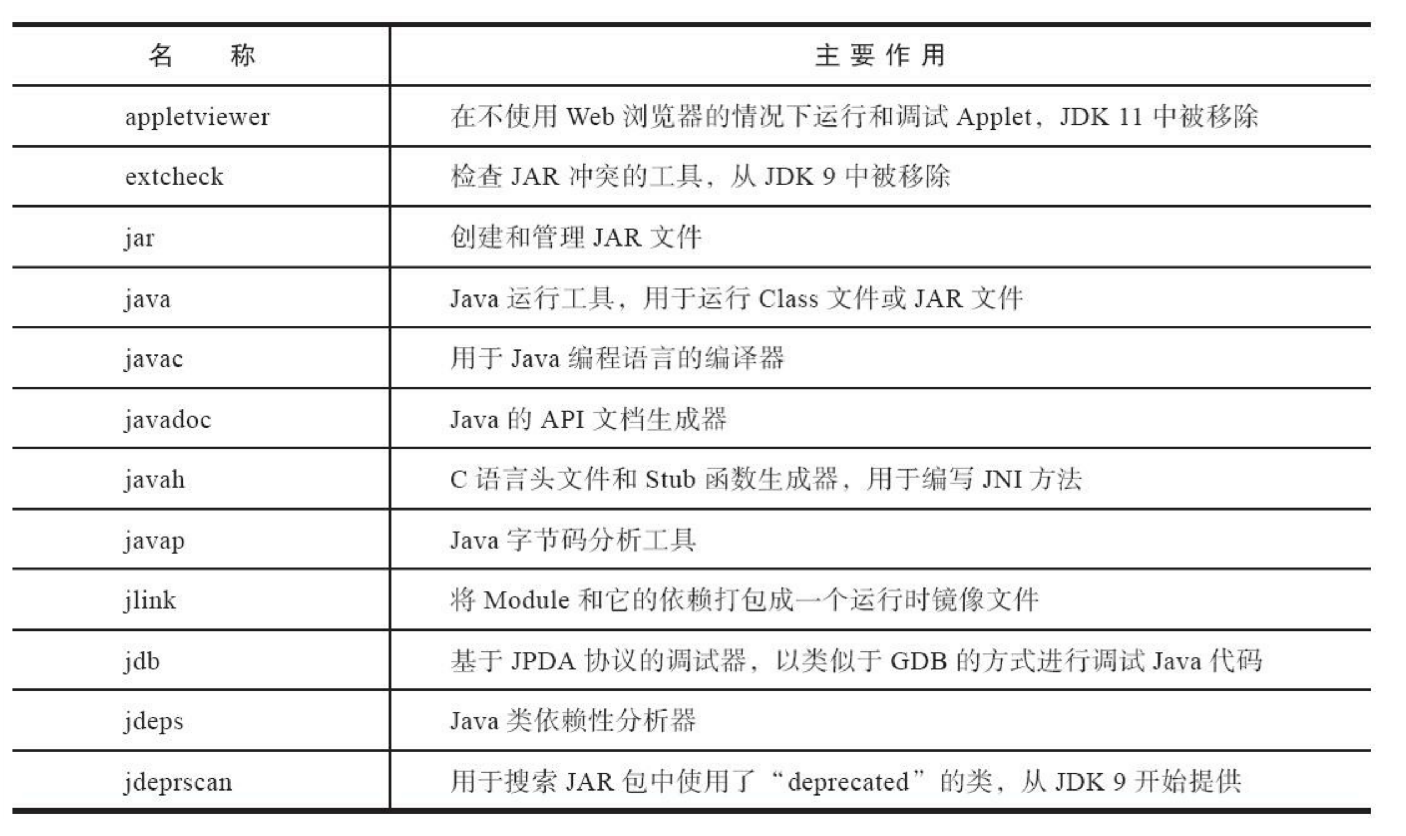 名 称 主要作用
appletviewer 在不使用 Web 浏览器的情况下运行和调试 Applet，JDK 11 中被移除
extcheck 检查 JAR 冲突的工具，从 JDK 9 中被移除
jar 创建和管理 JAR 文件
java Java 运行工具，用于运行 Class 文件或 JAR 文件
javac 用于 Java 编程语言的编译器
javadoc Java 的 API 文档生成器
javah C 语言头文件和 Stub 函数生成器，用于编写 JNI 方法
javap Java 字节码分析工具
jlink 将 Module 和它的依赖打包成一个运行时镜像文件
jdb 基于 JPDA 协议的调试器，以类似于 GDB 的方式进行调试 Java 代码
jdeps Java 类依赖性分析器
jdeprscan 用于搜索 JAR 包中使用了“deprecated”的类，从 JDK 9 开始提供